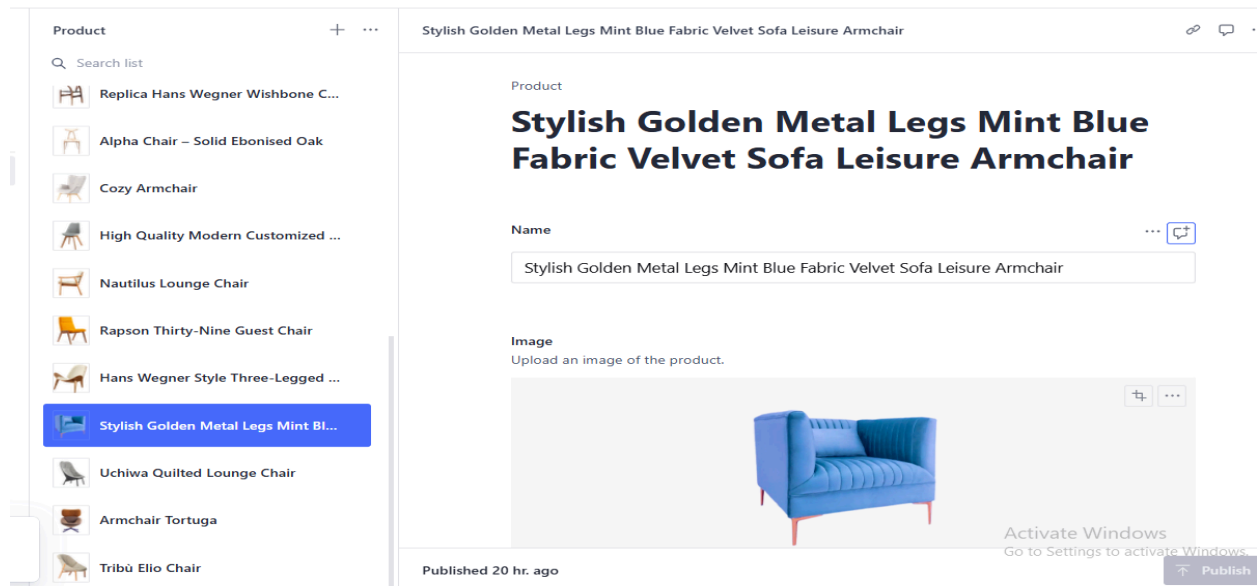 Product
Search list
Replica Hans Wegner Wishbone C...
Alpha Chair – Solid Ebonised Oak
Cozy Armchair
High Quality Modern Customized ...
Nautilus Lounge Chair
Rapson Thirty-Nine Guest Chair
Hans Wegner Style Three-Legged ...
Stylish Golden Metal Legs Mint Bl...
Uchiwa Quilted Lounge Chair
Armchair Tortuga
Tribù Elio Chair
Stylish Golden Metal Legs Mint Blue Fabric Velvet Sofa Leisure Armchair
Product
Stylish Golden Metal Legs Mint Blue
Fabric Velvet Sofa Leisure Armchair
Name
Stylish Golden Metal Legs Mint Blue Fabric Velvet Sofa Leisure Armchair
Image
Upload an image of the product.
Activate Windows
Go to Settings to activate Windows.
Published 20 hr. ago
Publish